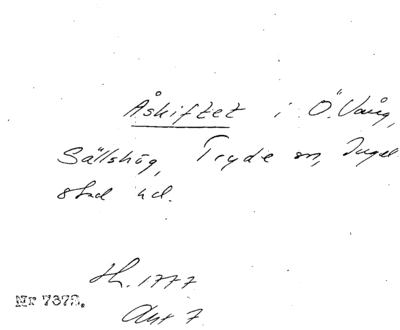 Åskiftet i Ö. Vång,
Sällshög, Tryde sn, Ingel
stad hd.
H. 1777
Akt 7
Nr 7372.